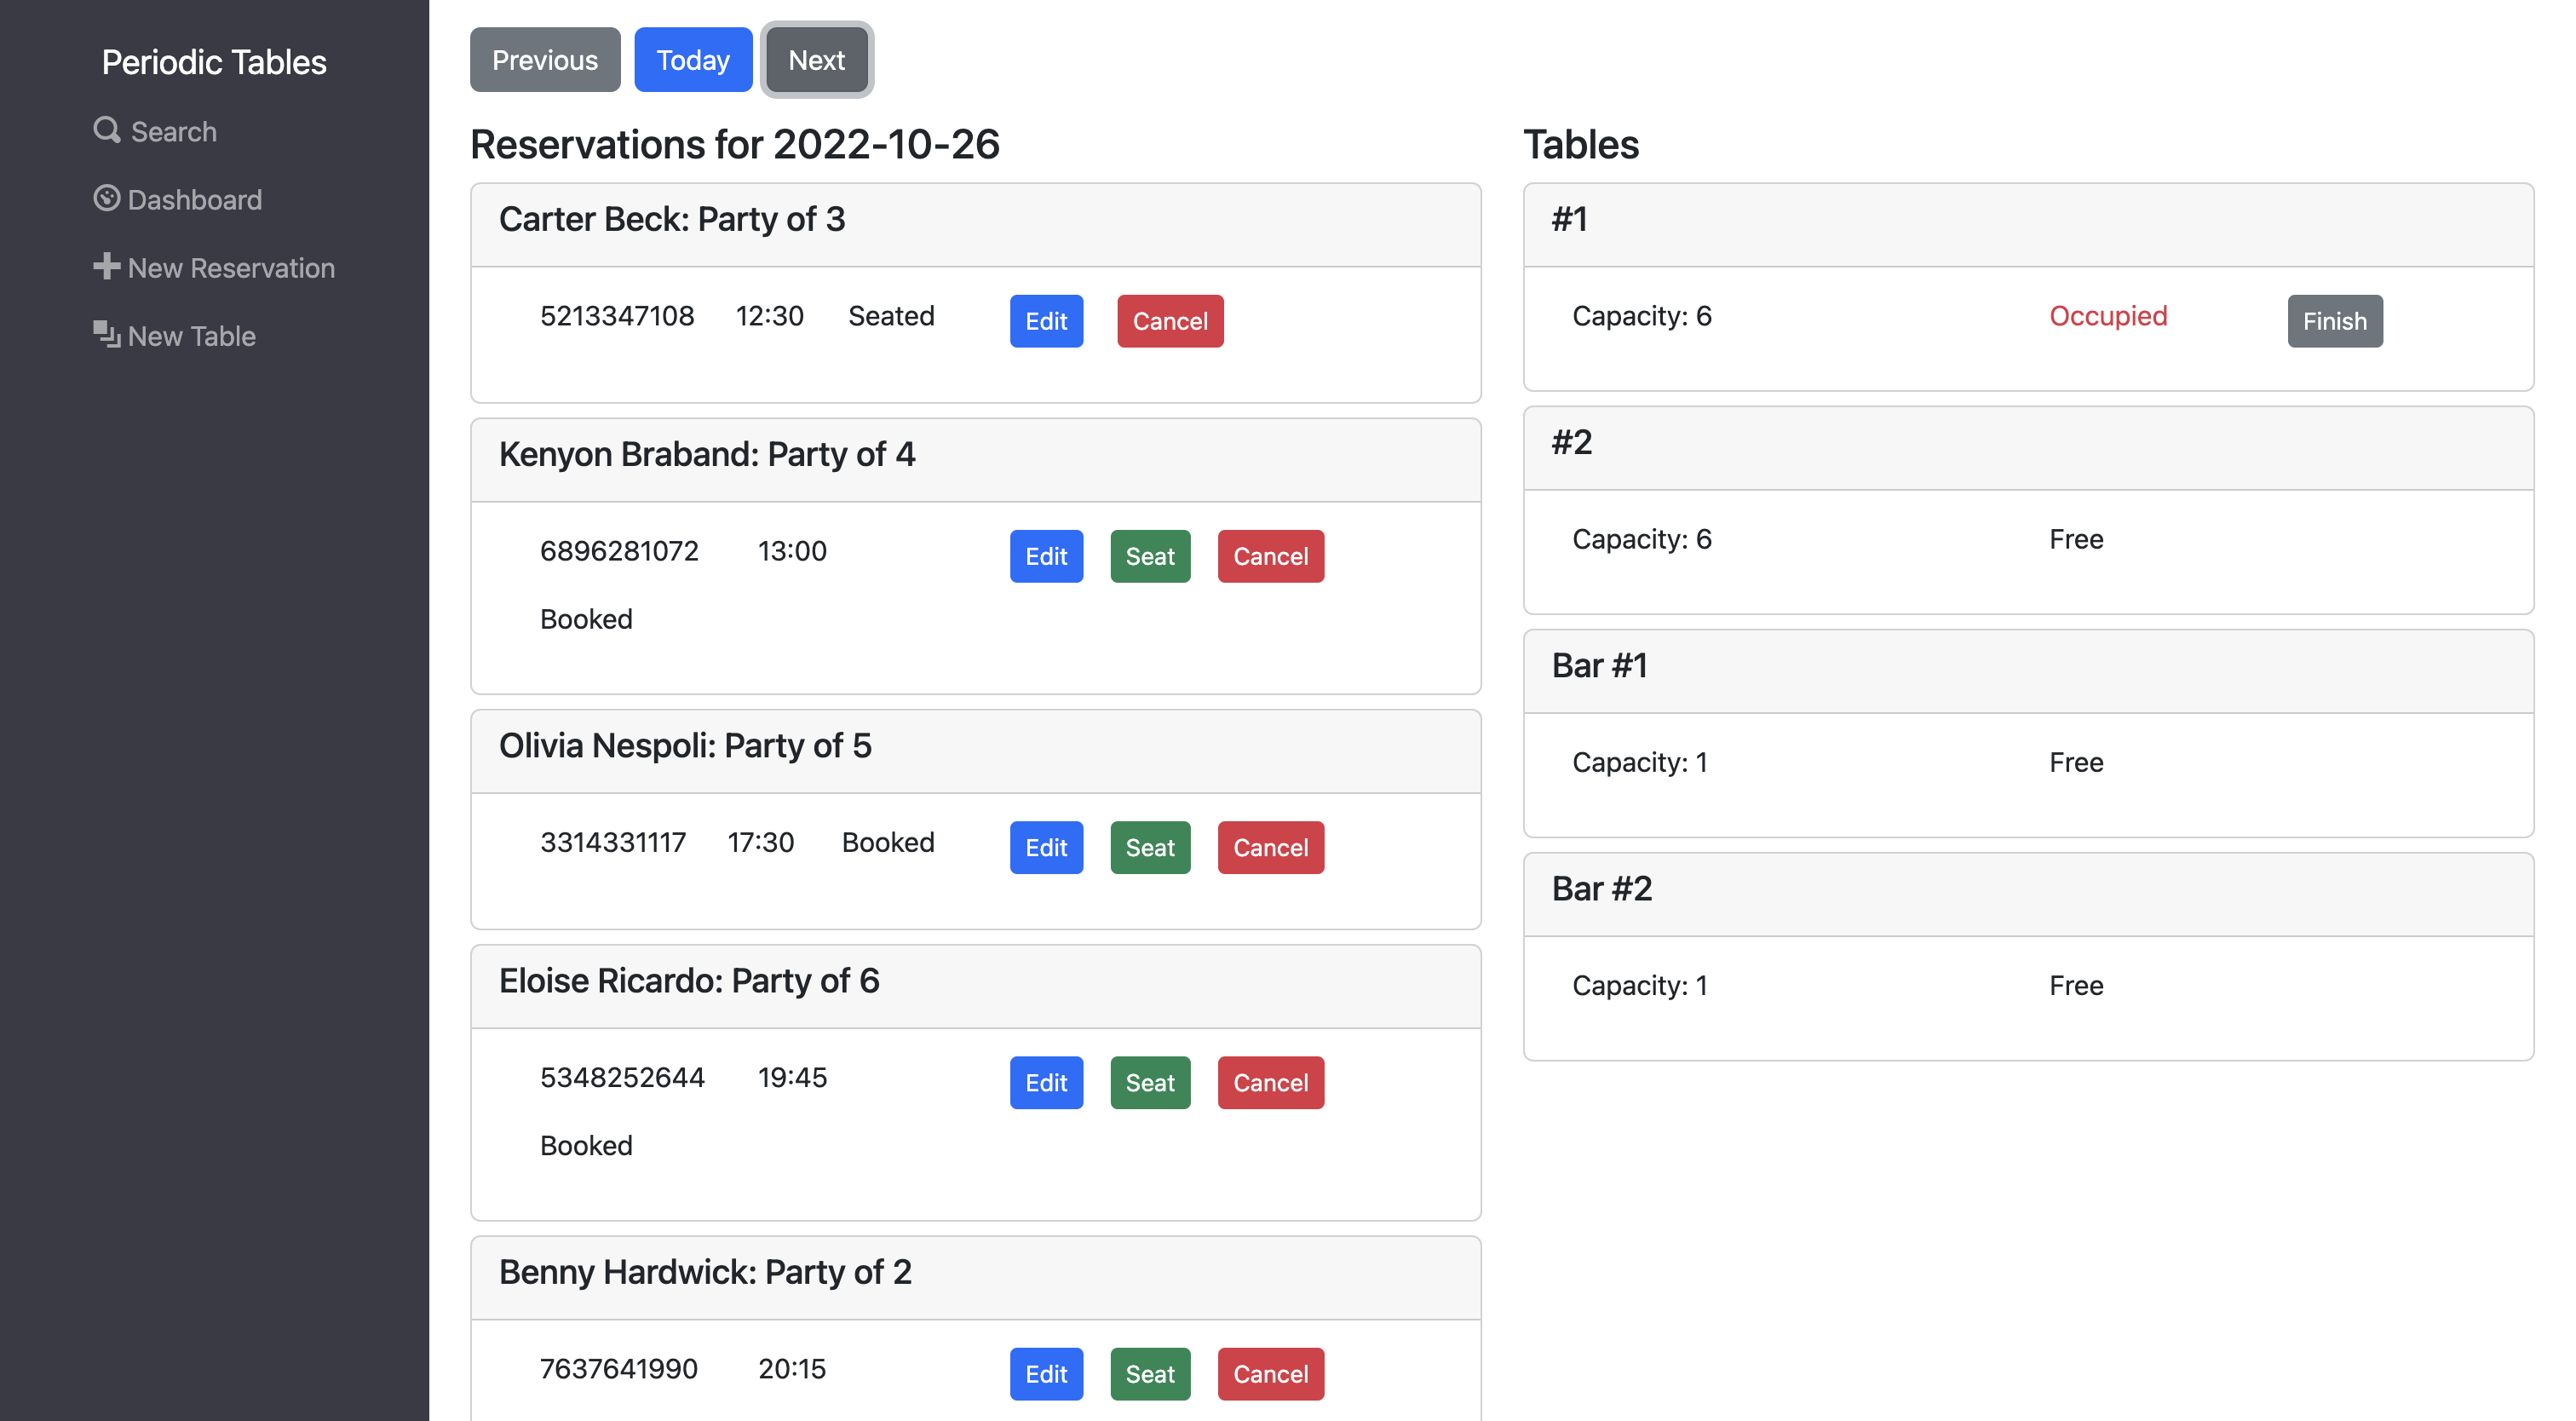 Periodic Tables
Search
Dashboard
New Reservation
New Table
Previous Today Next
Reservations for 2022-10-26
Carter Beck: Party of 3
5213347108 12:30 Seated Edit Cancel
Kenyon Braband: Party of 4
6896281072 13:00 Edit Seat Cancel
Booked
Olivia Nespoli: Party of 5
3314331117 17:30 Booked Edit Seat Cancel
Eloise Ricardo: Party of 6
5348252644 19:45 Edit Seat Cancel
Booked
Benny Hardwick: Party of 2
7637641990 20:15 Edit Seat Cancel
Tables
#1
Capacity: 6 Occupied Finish
#2
Capacity: 6 Free
Bar #1
Capacity: 1 Free
Bar #2
Capacity: 1 Free